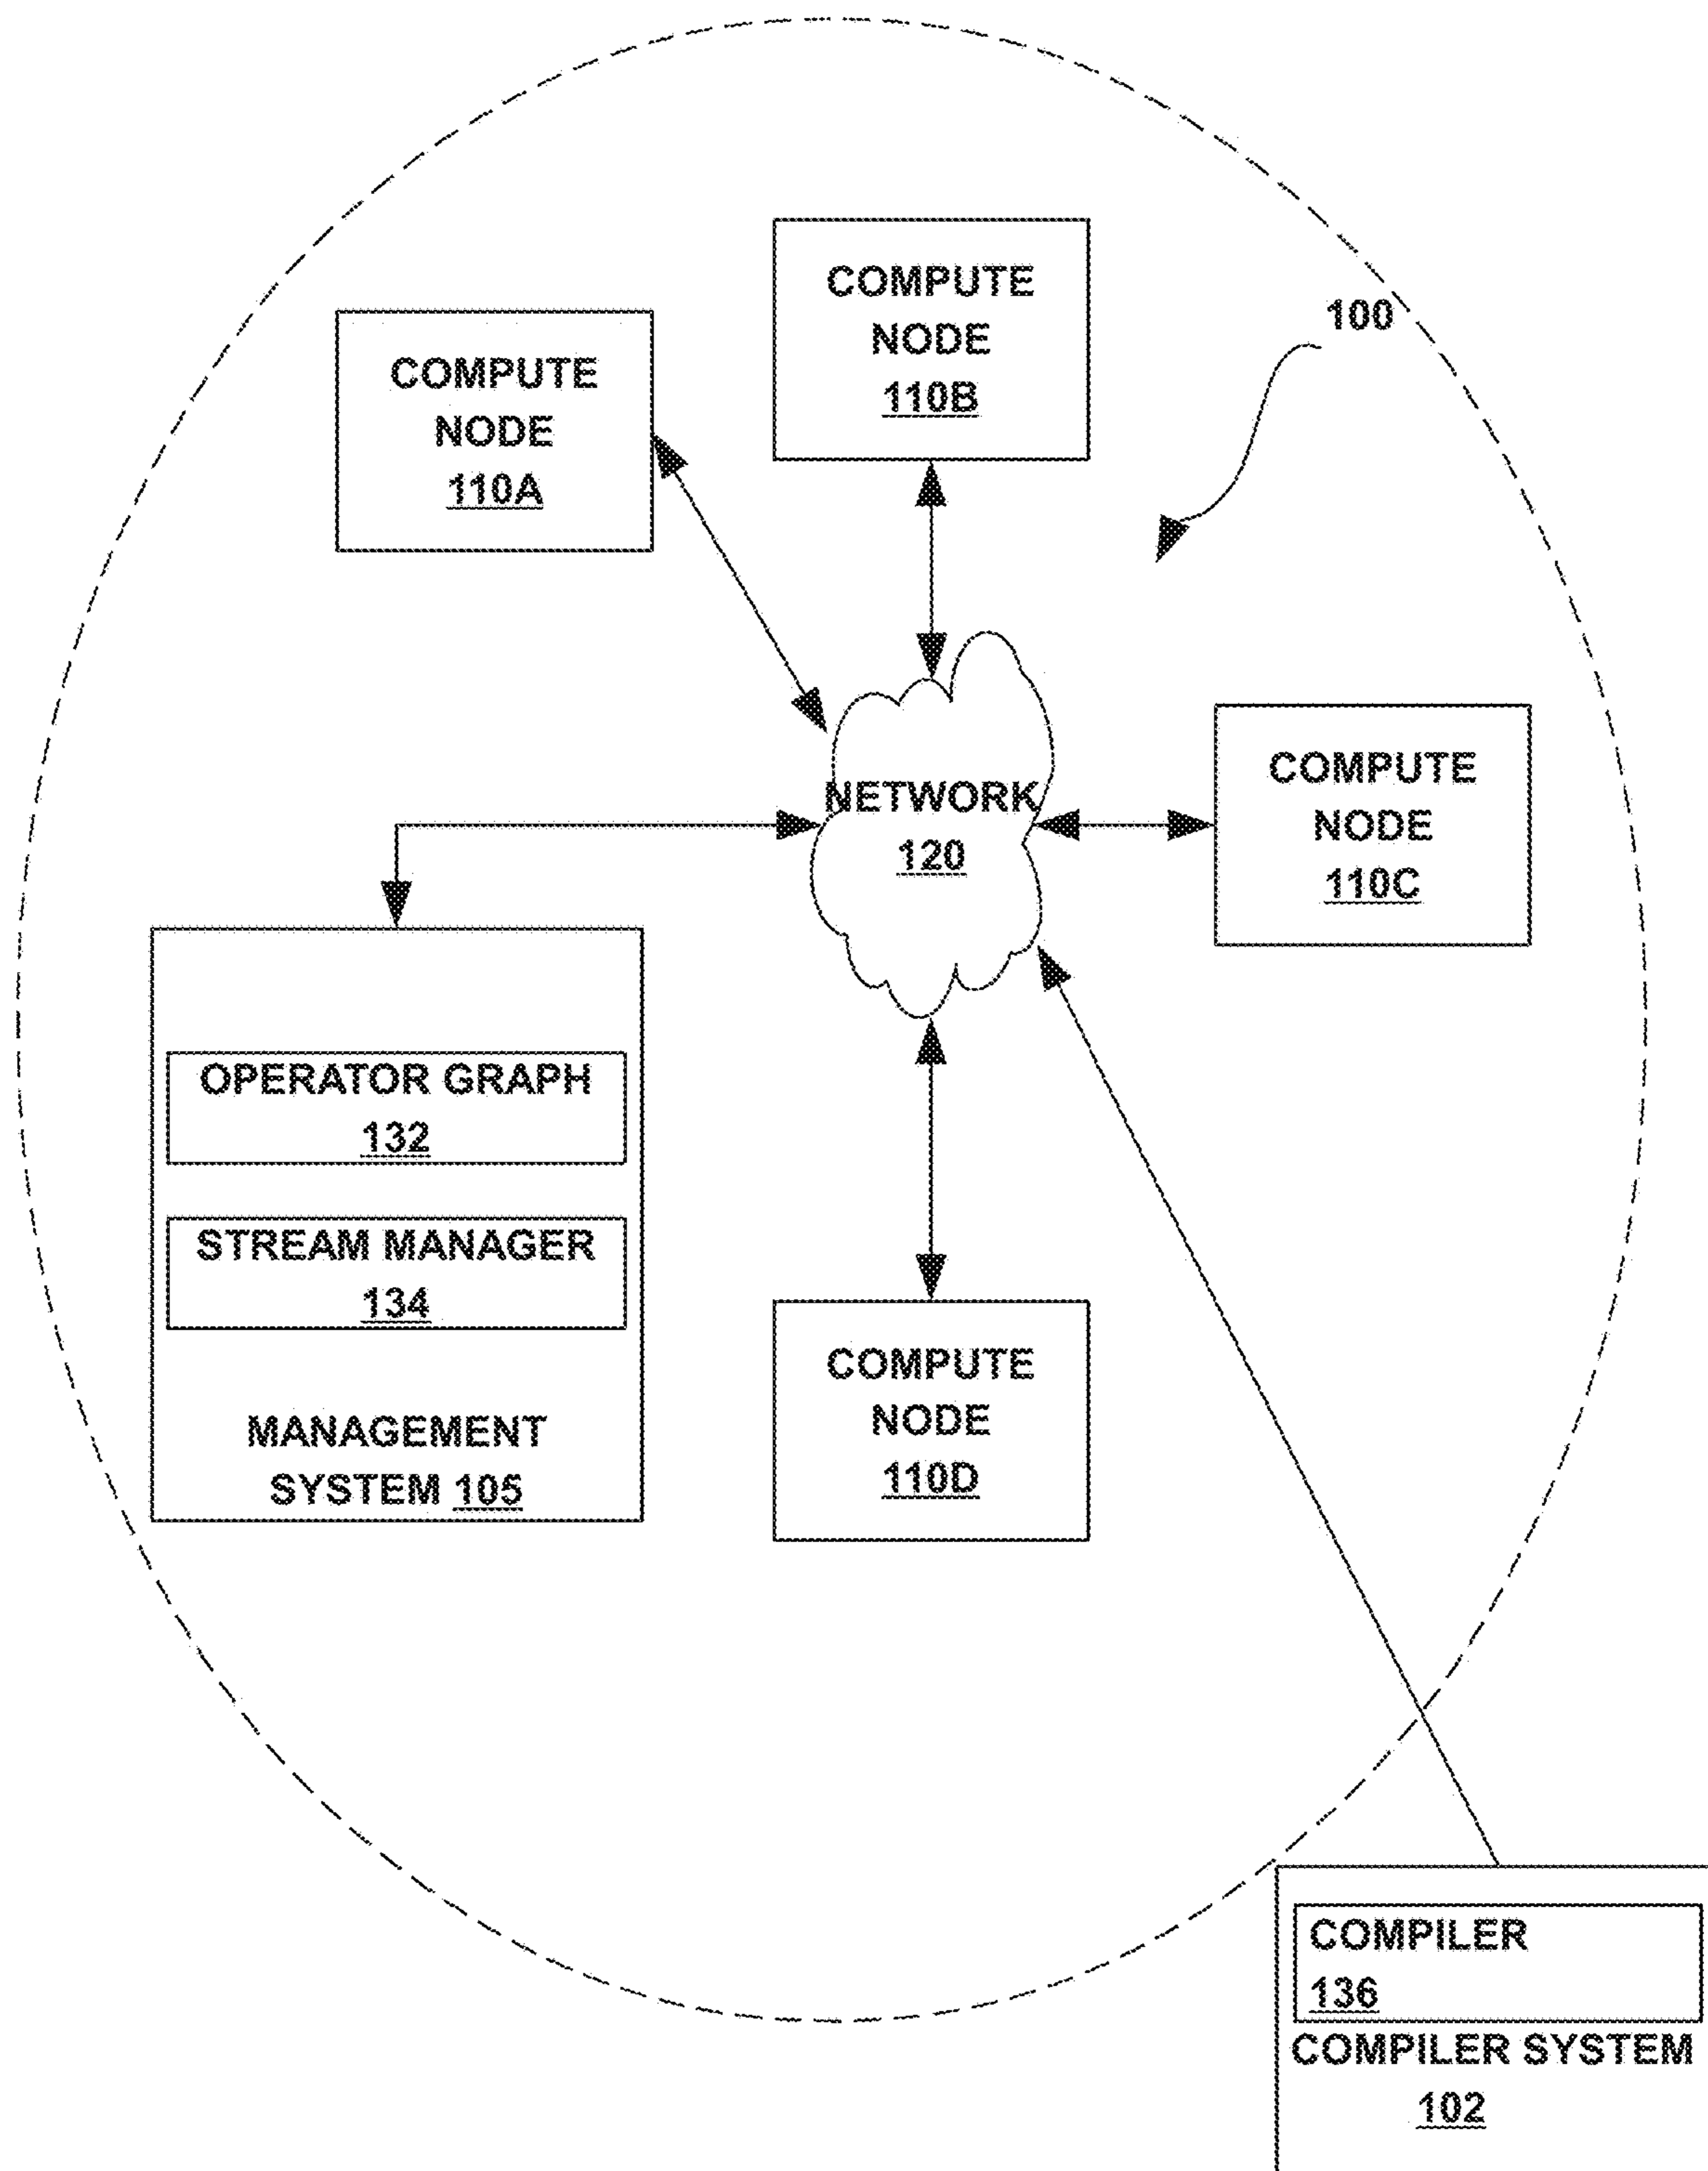 COMPUTE
NODE
110B
100
COMPUTE
NODE
110A
NETWORK
120
COMPUTE
NODE
110C
OPERATOR GRAPH
132
STREAM MANAGER
134
MANAGEMENT
SYSTEM 105
COMPUTE
NODE
110D
COMPILER
136
COMPILER SYSTEM
102